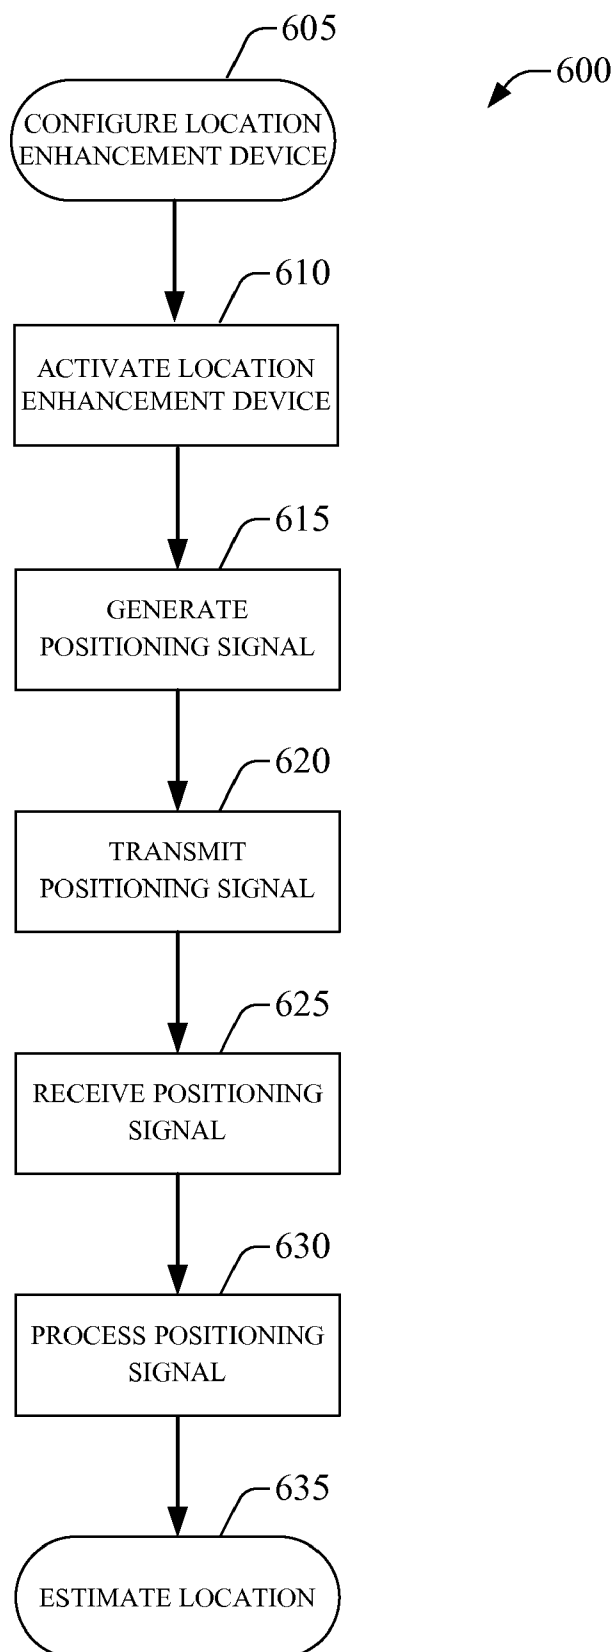 605
600
CONFIGURE LOCATION
ENHANCEMENT DEVICE
610
ACTIVATE LOCATION
ENHANCEMENT DEVICE
615
GENERATE
POSITIONING SIGNAL
620
TRANSMIT
POSITIONING SIGNAL
625
RECEIVE POSITIONING
SIGNAL
630
PROCESS POSITIONING
SIGNAL
635
ESTIMATE LOCATION